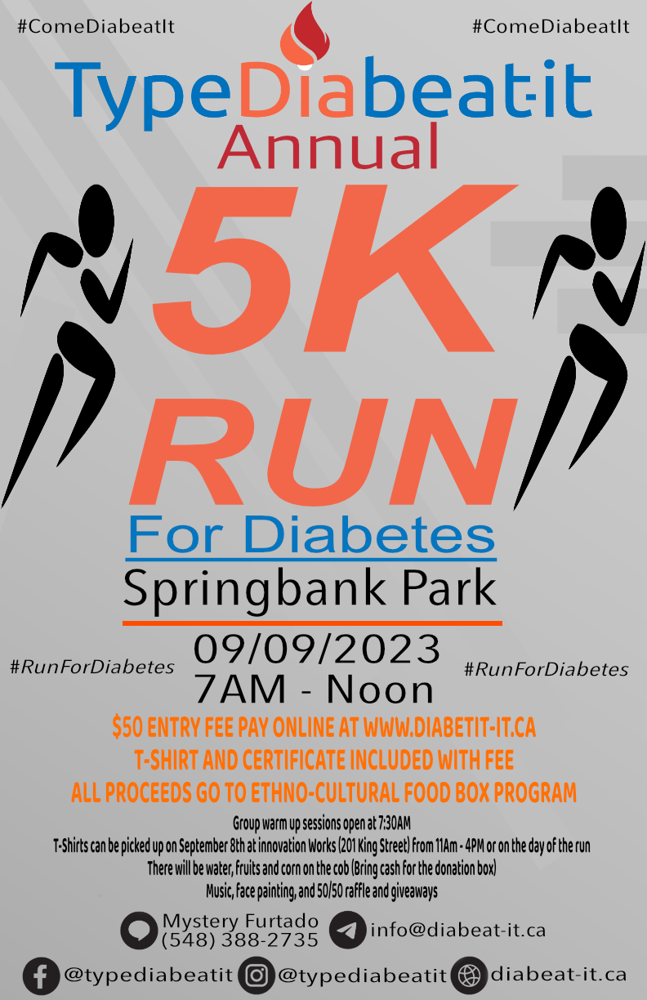 #ComeDiabeatIt #ComeDiabeatIt
TypeDiabeat-it
Annual
5K
RUN
For Diabetes
Springbank Park
09/09/2023
#RunForDiabetes #RunForDiabetes
7AM - Noon
$50 ENTRY FEE PAY ONLINE AT WWW.DIABETIT-IT.CA
T-SHIRT AND CERTIFICATE INCLUDED WITH FEE
ALL PROCEEDS GO TO ETHNO-CULTURAL FOOD BOX PROGRAM
Group warm up sessions open at 7:30AM
T-Shirts can be picked up on September 8th at innovation Works (201 King Street) from 11Am - 4PM or on the day of the run
There will be water, fruits and corn on the cob (Bring cash for the donation box)
Music, face painting, and 50/50 raffle and giveaways
Mystery Furtado
(548) 388-2735 info@diabeat-it.ca
@typediabeatit @typediabeatit diabeat-it.ca